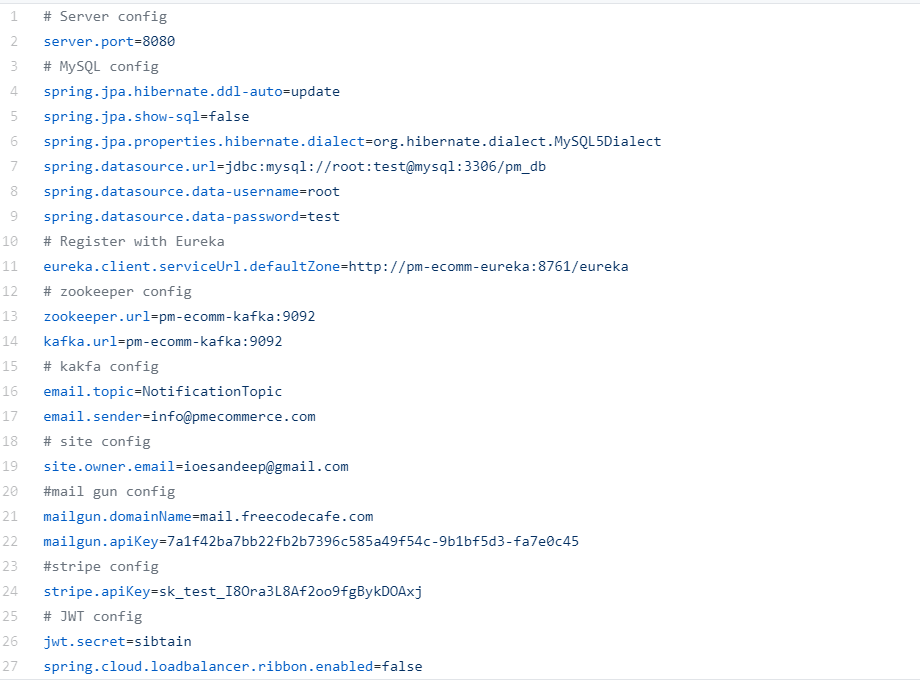 1 # Server config
2 server.port=8080
3 # MySQL config
4 spring.jpa.hibernate.ddl-auto=update
5 spring.jpa.show-sql=false
6 spring.jpa.properties.hibernate.dialect=org.hibernate.dialect.MySQL5Dialect
7 spring.datasource.url=jdbc:mysql://root:test@mysql:3306/pm_db
8 spring.datasource.data-username=root
9 spring.datasource.data-password=test
10 # Register with Eureka
11 eureka.client.serviceUrl.defaultZone=http://pm-ecomm-eureka:8761/eureka
12 # zookeeper config
13 zookeeper.url=pm-ecomm-kafka:9092
14 kafka.url=pm-ecomm-kafka:9092
15 # kakfa config
16 email.topic=NotificationTopic
17 email.sender=info@pmecommerce.com
18 # site config
19 site.owner.email=ioesandeep@gmail.com
20 #mail gun config
21 mailgun.domainName=mail.freecodecafe.com
22 mailgun.apiKey=7a1f42ba7bb22fb2b7396c585a49f54c-9b1bf5d3-fa7e0c45
23 #stripe config
24 stripe.apiKey=sk_test_I8Ora3L8Af2oo9fgBykDOAxj
25 # JWT config
26 jwt.secret=sibtain
27 spring.cloud.loadbalancer.ribbon.enabled=false